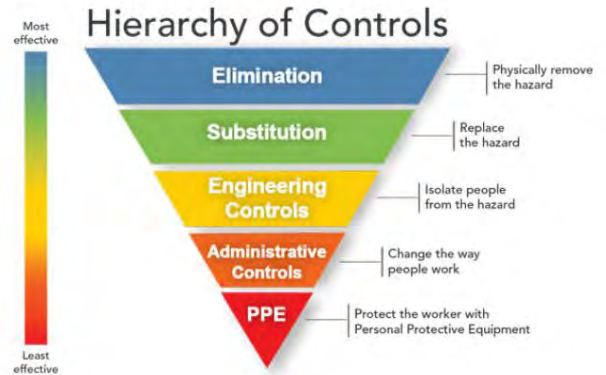 Hierarchy of Controls
Most
effective
Elimination
Physically remove
the hazard
Substitution
Replace
the hazard
Engineering
Controls
Isolate people
from the hazard
Administrative
Controls
Change the way
people work
PPE
Protect the worker with
Personal Protective Equipment
Least
effective